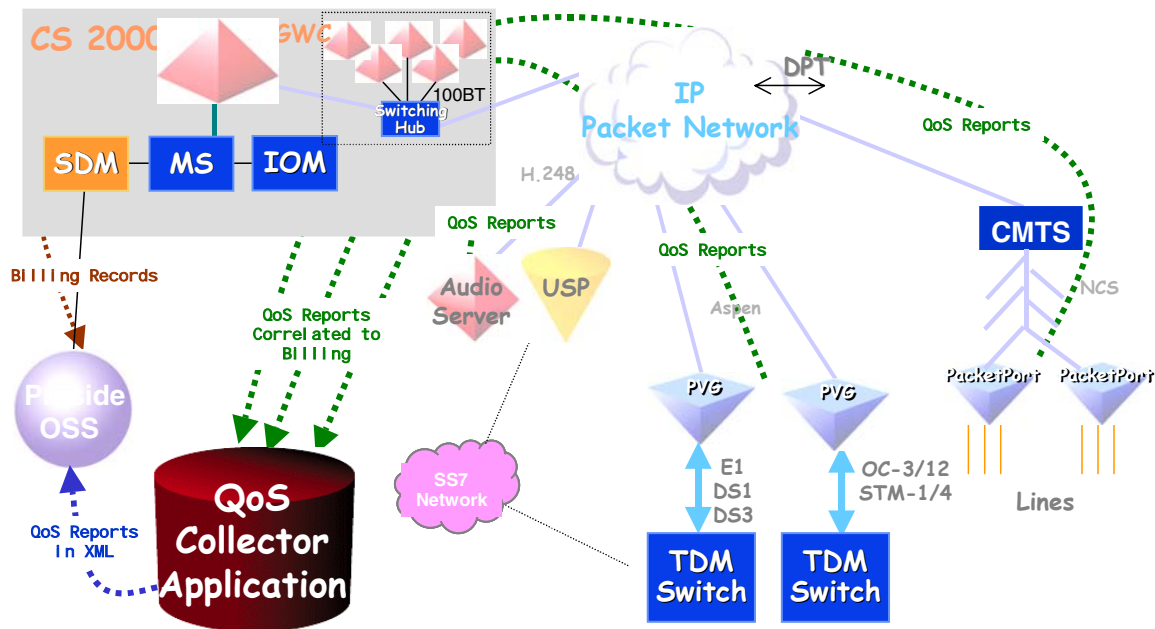 CS 2000
GWC
100BT
Switching
Hub
SDM
MS
IOM
IP
Packet Network
DPT
QoS Reports
H.248
QoS Reports
QoS Reports
CMTS
NCS
Billing Records
QoS Reports
Correlated to
Billing
Audio
Server
USP
Aspen
OSS
PVG
PVG
PacketPort
PacketPort
QoS
Collector
Application
SS7
Network
E1
DS1
DS3
OC-3/12
STM-1/4
Lines
QoS Reports
in XML
TDM
Switch
TDM
Switch